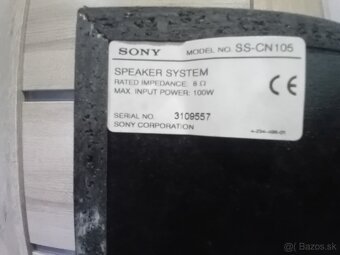 SONY MODEL NO. SS-CN105
SPEAKER SYSTEM
RATED IMPEDANCE: 8 Ω
MAX. INPUT POWER: 100W
CE
SERIAL NO. 3109557
SONY CORPORATION
Bazos.sk